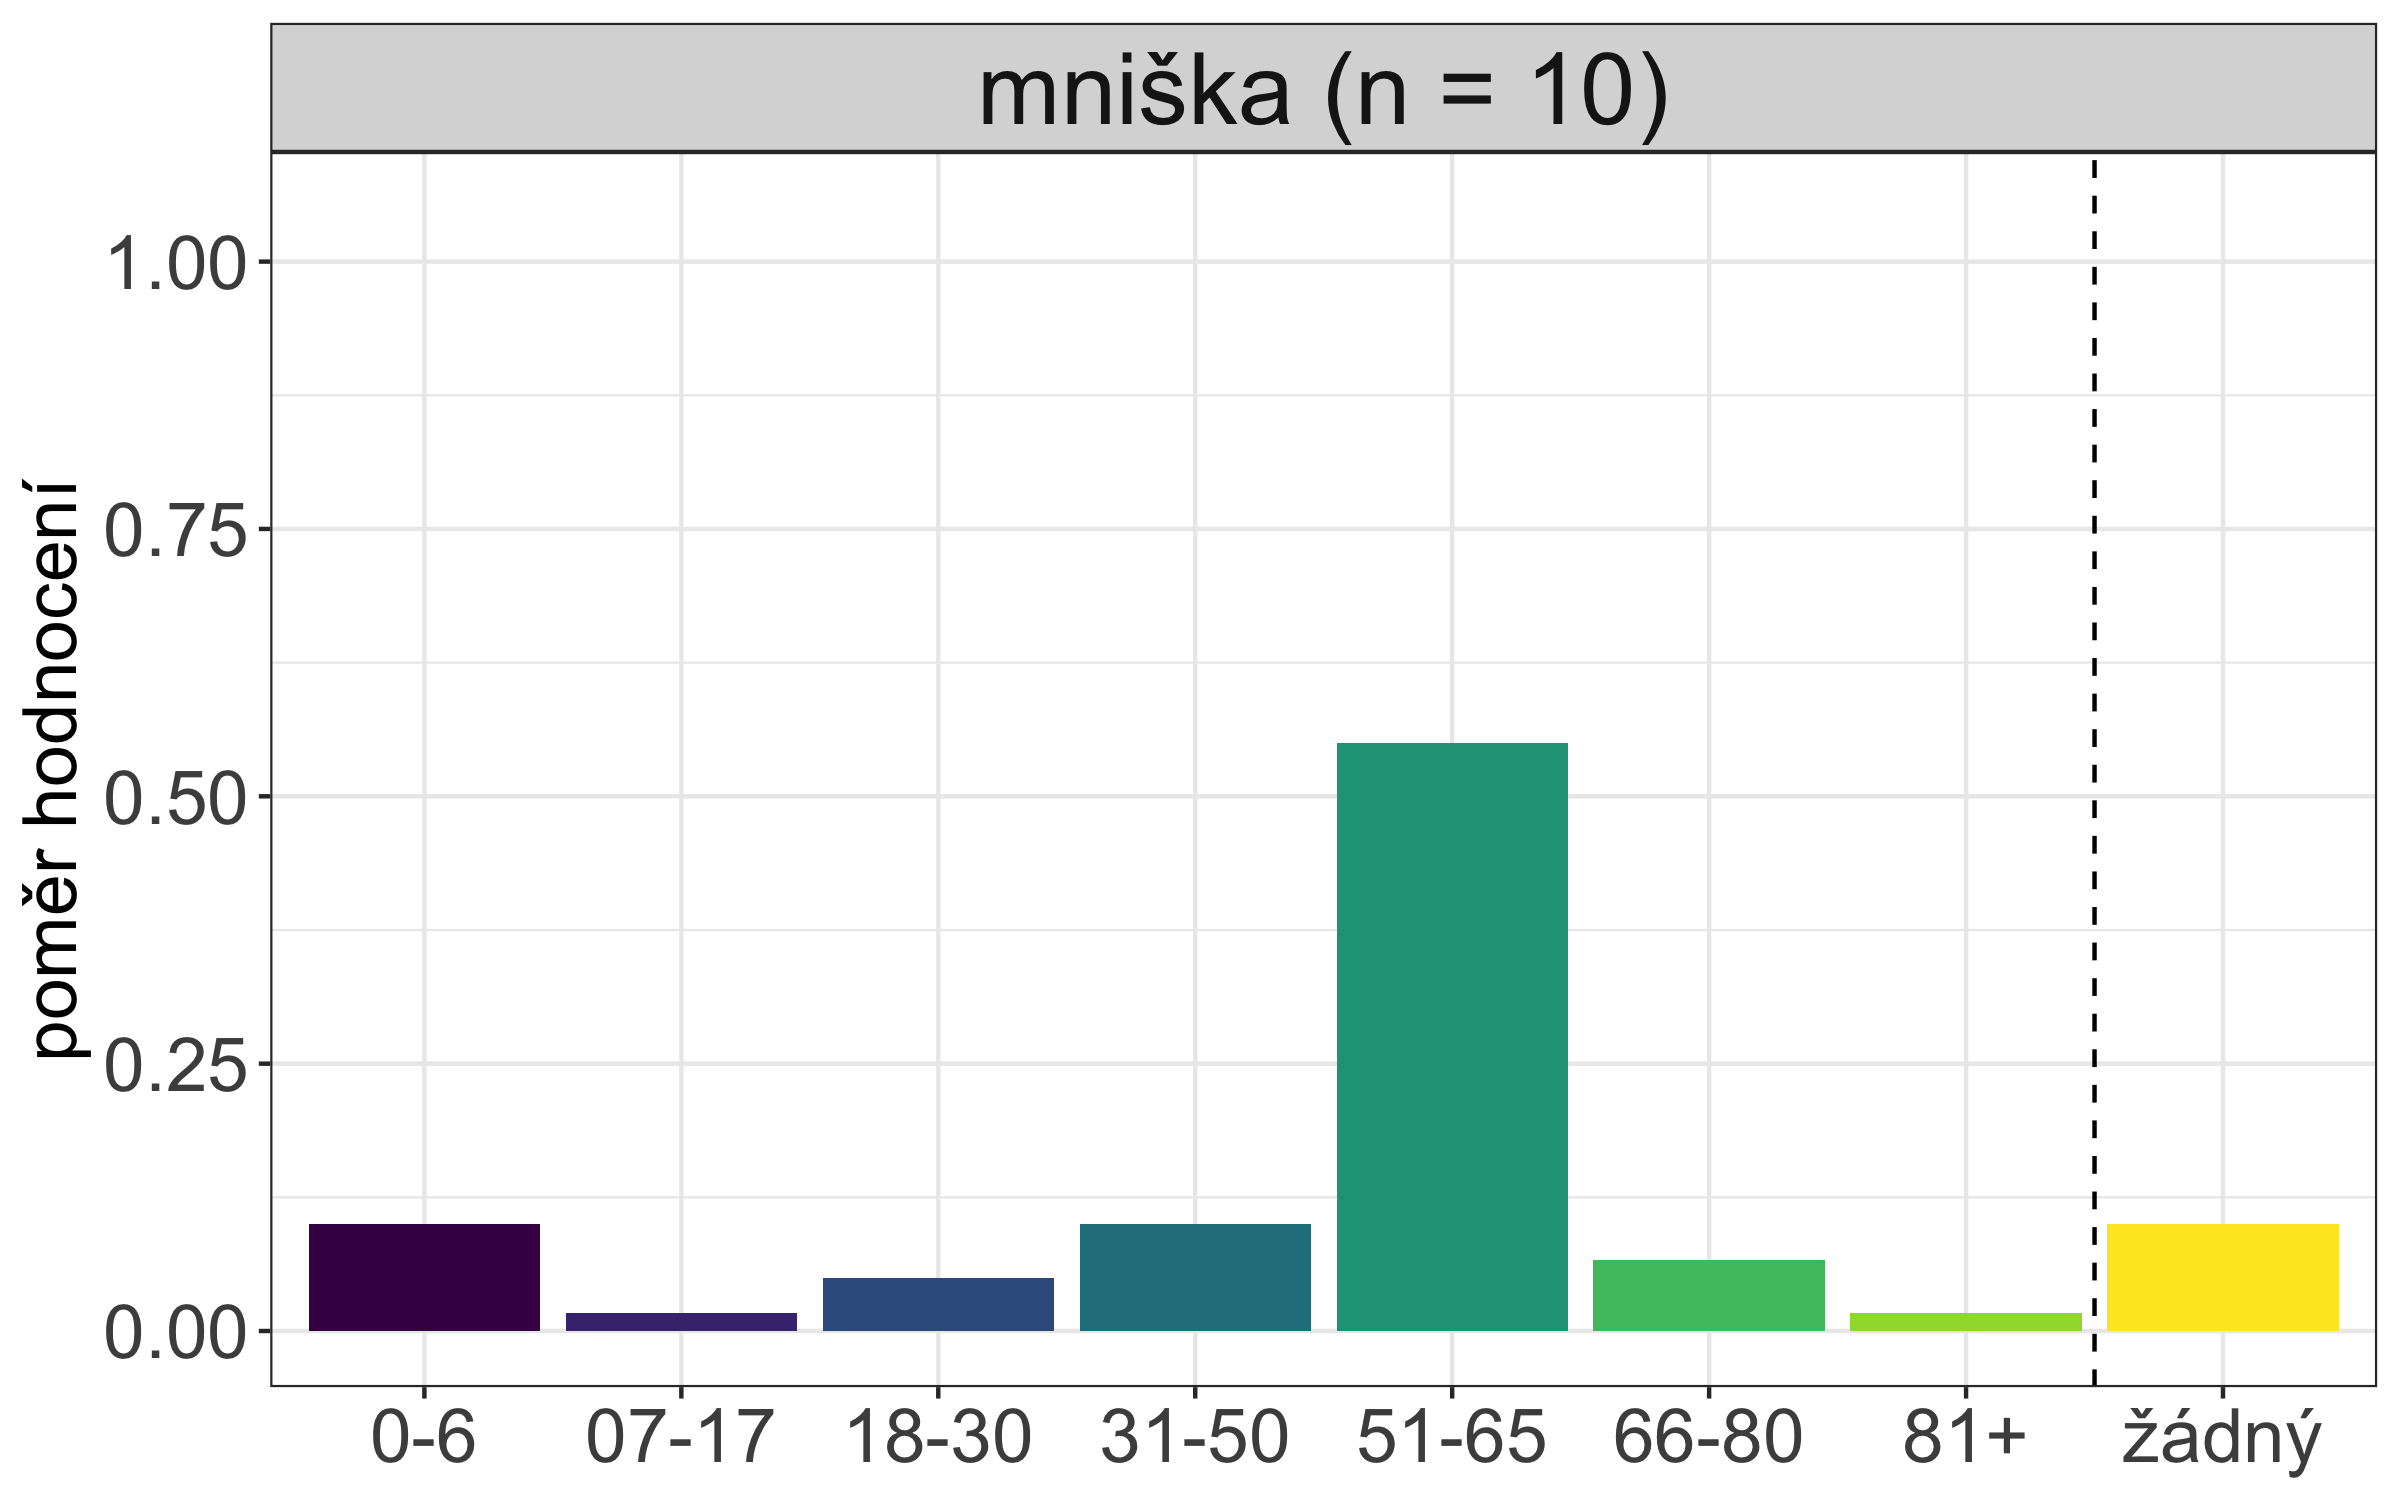 mniška (n = 10)
poměr hodnocení
1.00
0.75
0.50
0.25
0.00
0-6 07-17 18-30 31-50 51-65 66-80 81+ žádný